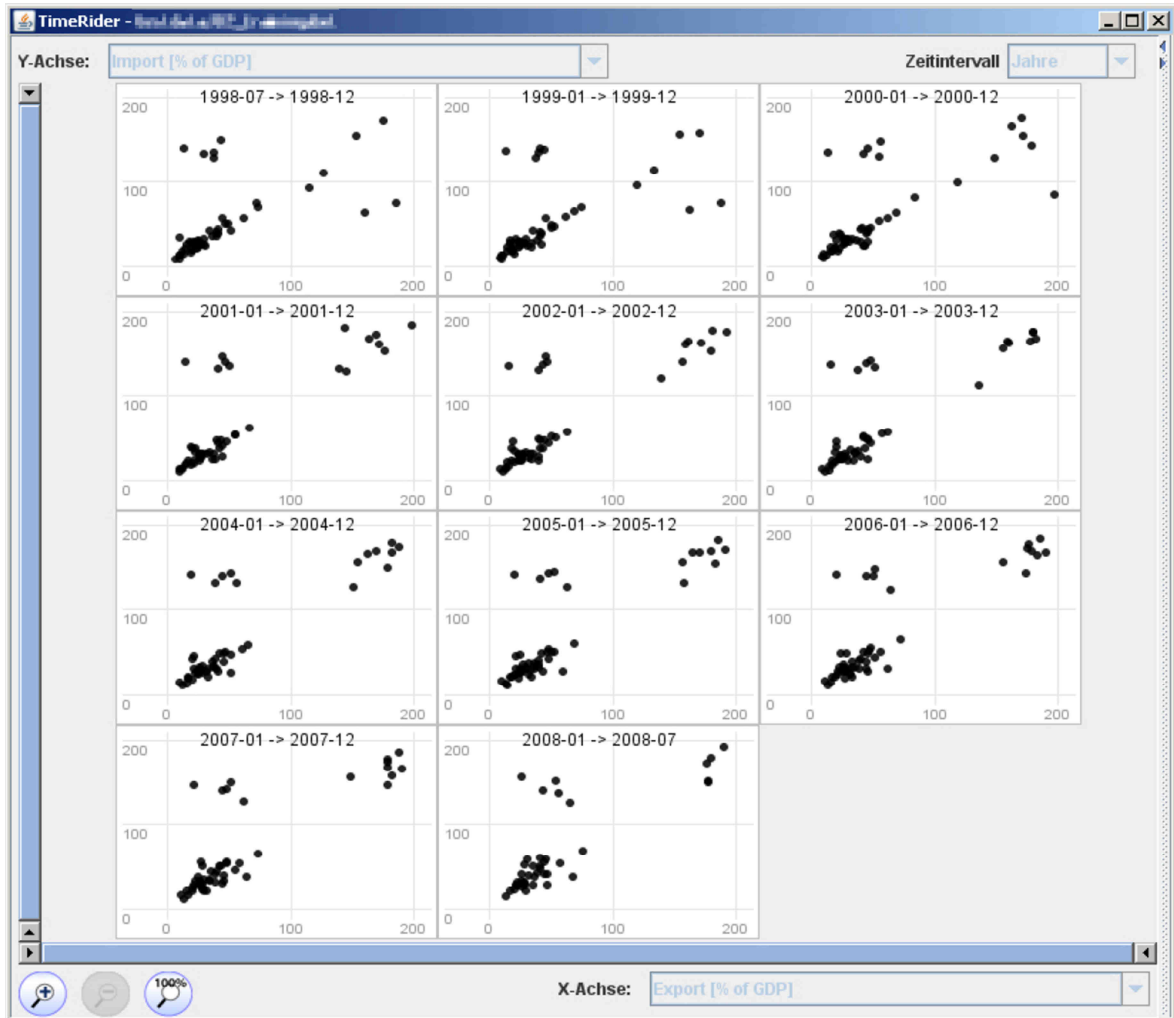 TimeRider -
Y-Achse: Import [% of GDP] Zeitintervall Jahre
1998-07 -> 1998-12 1999-01 -> 1999-12 2000-01 -> 2000-12
200 200 200
100 100 100
0 0 0
0 100 200 0 100 200 0 100 200
2001-01 -> 2001-12 2002-01 -> 2002-12 2003-01 -> 2003-12
200 200 200
100 100 100
0 0 0
0 100 200 0 100 200 0 100 200
2004-01 -> 2004-12 2005-01 -> 2005-12 2006-01 -> 2006-12
200 200 200
100 100 100
0 0 0
0 100 200 0 100 200 0 100 200
2007-01 -> 2007-12 2008-01 -> 2008-07
200 200
100 100
0 0
0 100 200 0 100 200
100%
X-Achse: Export [% of GDP]